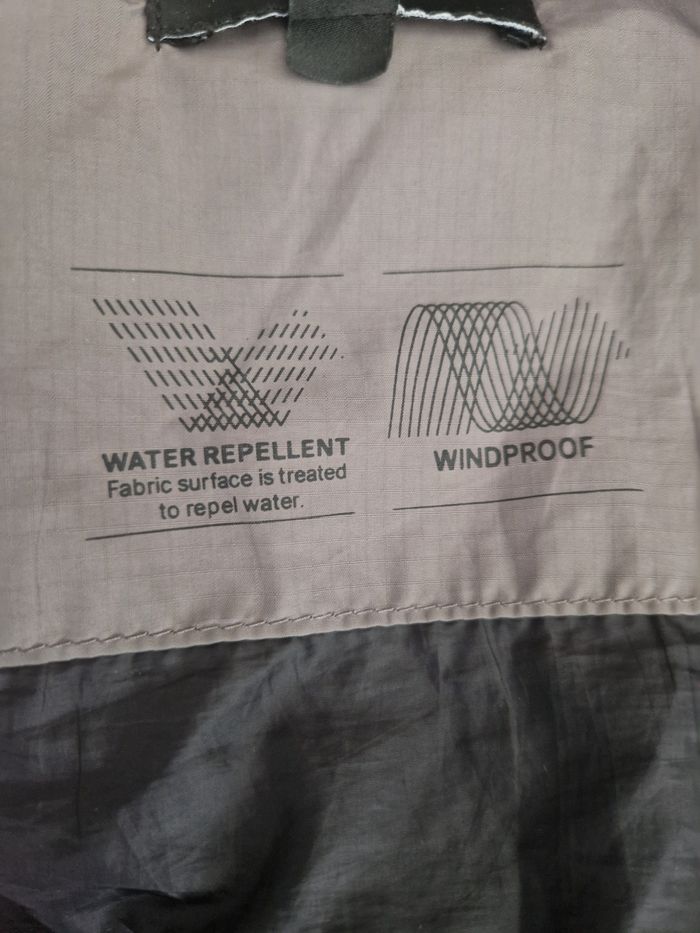 WATER REPELLENT
Fabric surface is treated
to repel water.
WINDPROOF